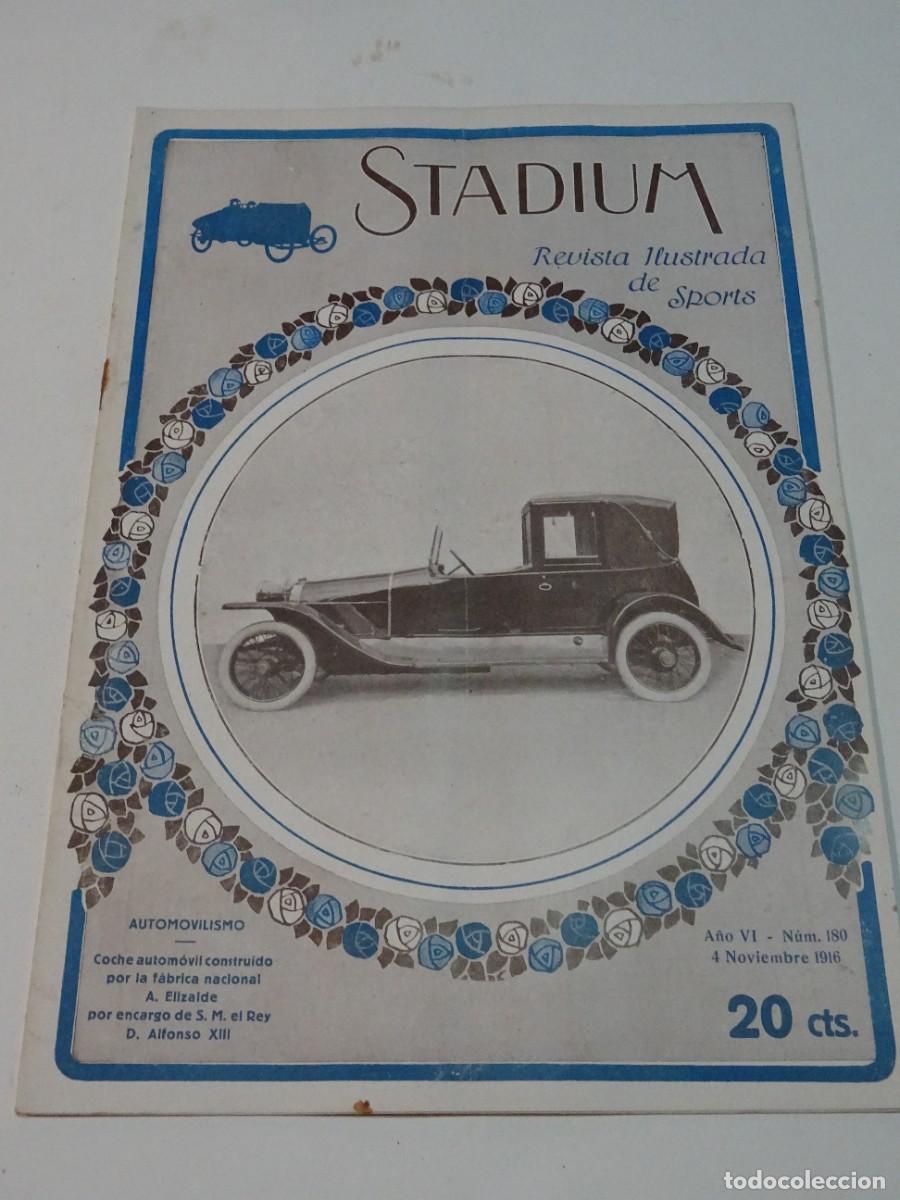 STADIUM
Revista Ilustrada
de
Sports
AUTOMOVILISMO
Coche automóvil construído
por la fábrica nacional
A. Elizalde
por encargo de S. M. el Rey
D. Alfonso XIII
Año VI - Núm. 180
4 Noviembre 1916
20 cts.
todocoleccion